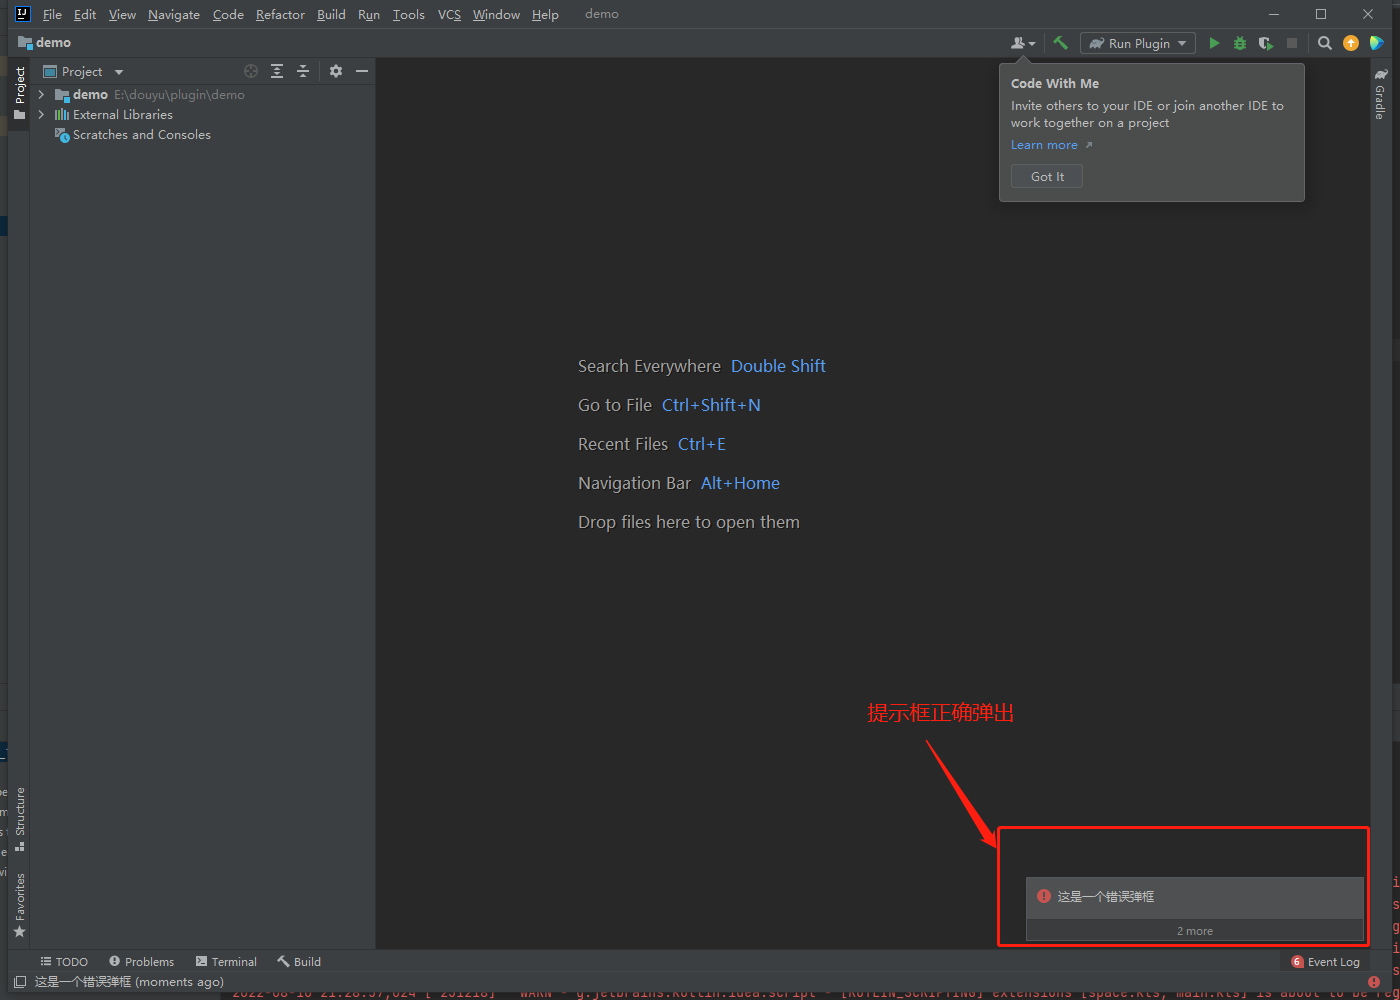 File Edit View Navigate Code Refactor Build Run Tools VCS Window Help demo
demo
Run Plugin
Project
Project
demo E:\douyu\plugin\demo
External Libraries
Scratches and Consoles
Code With Me
Invite others to your IDE or join another IDE to
work together on a project
Learn more
Got It
Gradle
Search Everywhere Double Shift
Go to File Ctrl+Shift+N
Recent Files Ctrl+E
Navigation Bar Alt+Home
Drop files here to open them
提示框正确弹出
Structure
Favorites
这是一个错误弹框
2 more
TODO Problems Terminal Build
6 Event Log
这是一个错误弹框 (moments ago)